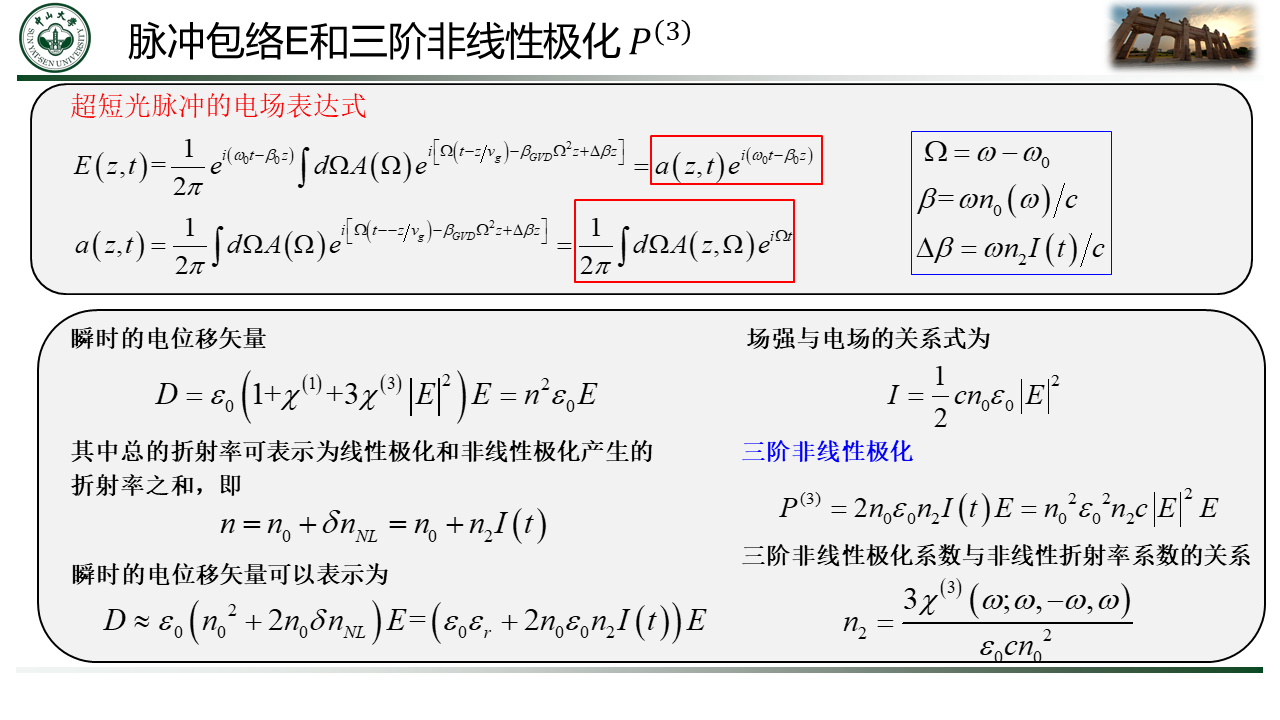 中山大学
SUN YAT-SEN UNIVERSITY
脉冲包络E和三阶非线性极化 $P^{(3)}$
超短光脉冲的电场表达式
$E(z,t)=\frac{1}{2\pi}e^{i(\omega_0 t-\beta_0 z)}\int d\Omega A(\Omega)e^{i[\Omega(t-z/v_g)-\beta_{GVD}\Omega^2 z+\Delta\beta z]}=a(z,t)e^{i(\omega_0 t-\beta_0 z)}$
$a(z,t)=\frac{1}{2\pi}\int d\Omega A(\Omega)e^{i[\Omega(t--z/v_g)-\beta_{GVD}\Omega^2 z+\Delta\beta z]}=\frac{1}{2\pi}\int d\Omega A(z,\Omega)e^{i\Omega t}$
$\Omega=\omega-\omega_0$
$\beta=\omega n_0(\omega)/c$
$\Delta\beta=\omega n_2 I(t)/c$
瞬时的电位移矢量
$D=\varepsilon_0(1+\chi^{(1)}+3\chi^{(3)}|E|^2)E=n^2\varepsilon_0 E$
其中总的折射率可表示为线性极化和非线性极化产生的
折射率之和，即
$n=n_0+\delta n_{NL}=n_0+n_2 I(t)$
瞬时的电位移矢量可以表示为
$D\approx\varepsilon_0(n_0^2+2n_0\delta n_{NL})E=(\varepsilon_0\varepsilon_r+2n_0\varepsilon_0 n_2 I(t))E$
场强与电场的关系式为
$I=\frac{1}{2}cn_0\varepsilon_0|E|^2$
三阶非线性极化
$P^{(3)}=2n_0\varepsilon_0 n_2 I(t)E=n_0^2\varepsilon_0^2 n_2 c|E|^2 E$
三阶非线性极化系数与非线性折射率系数的关系
$n_2=\frac{3\chi^{(3)}(\omega;\omega,-\omega,\omega)}{\varepsilon_0 cn_0^2}$